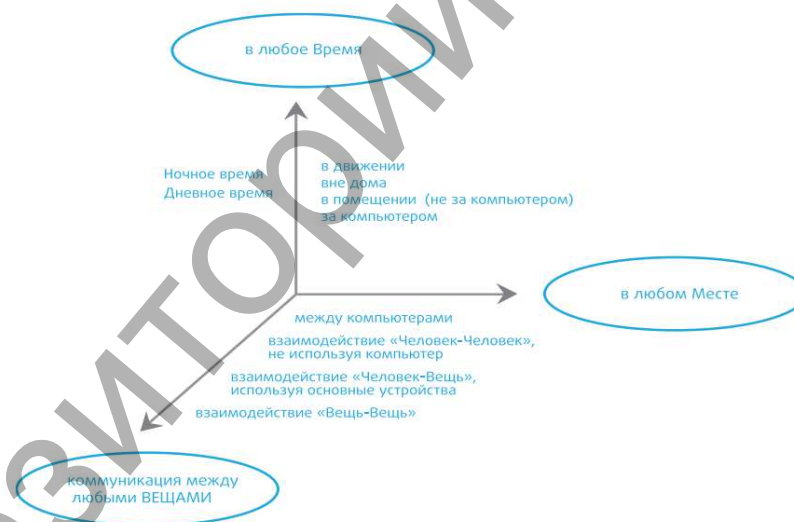 в любое Время
Ночное время
Дневное время
в движении
вне дома
в помещении (не за компьютером)
за компьютером
в любом Месте
между компьютерами
взаимодействие «Человек-Человек»,
не используя компьютер
взаимодействие «Человек-Вещь»,
используя основные устройства
взаимодействие «Вещь-Вещь»
коммуникация между
любыми ВЕЩАМИ
зиторий